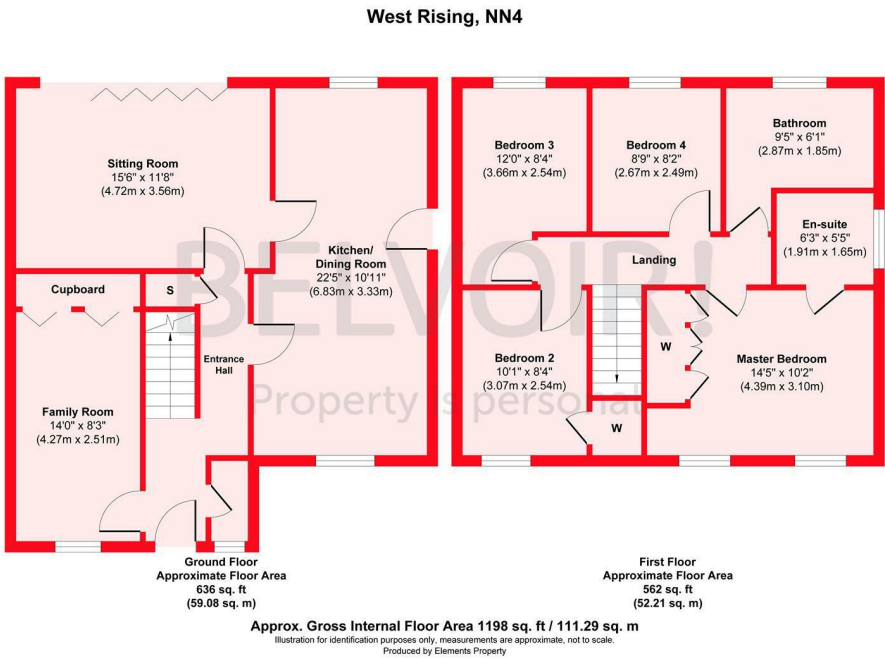 West Rising, NN4
Sitting Room
15'6" x 11'8"
(4.72m x 3.56m)
Kitchen/
Dining Room
22'5" x 10'11"
(6.83m x 3.33m)
Cupboard
S
Entrance
Hall
Family Room
14'0" x 8'3"
(4.27m x 2.51m)
Ground Floor
Approximate Floor Area
636 sq. ft
(59.08 sq. m)
Bedroom 3
12'0" x 8'4"
(3.66m x 2.54m)
Bedroom 4
8'9" x 8'2"
(2.67m x 2.49m)
Bathroom
9'5" x 6'1"
(2.87m x 1.85m)
En-suite
6'3" x 5'5"
(1.91m x 1.65m)
Landing
Bedroom 2
10'1" x 8'4"
(3.07m x 2.54m)
W
W
Master Bedroom
14'5" x 10'2"
(4.39m x 3.10m)
First Floor
Approximate Floor Area
562 sq. ft
(52.21 sq. m)
BELVOIR!
Property is personal
Approx. Gross Internal Floor Area 1198 sq. ft / 111.29 sq. m
Illustration for identification purposes only, measurements are approximate, not to scale.
Produced by Elements Property